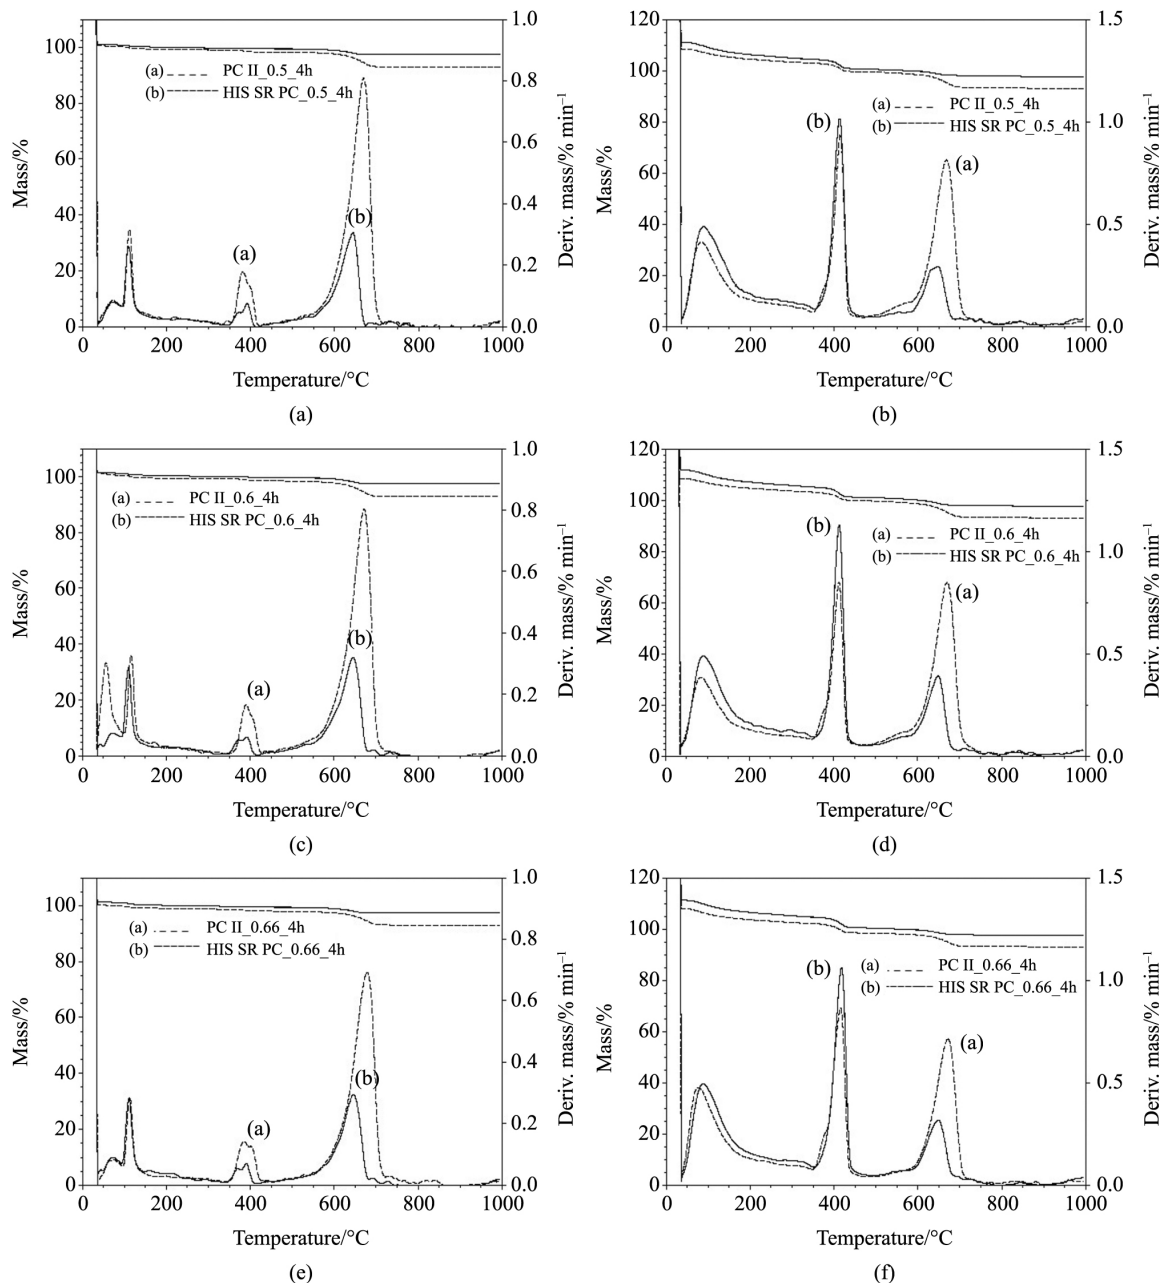 100
80
60
40
20
0
Mass/%
(a) PC II_0.5_4h
(b) HIS SR PC_0.5_4h
(a)
(b)
1.0
0.8
0.6
0.4
0.2
0.0
Deriv. mass/% min–1
0 200 400 600 800 1000
Temperature/°C
(a)
120
100
80
60
40
20
0
Mass/%
(a) PC II_0.5_4h
(b) HIS SR PC_0.5_4h
(b)
(a)
1.5
1.0
0.5
0.0
Deriv. mass/% min–1
0 200 400 600 800 1000
Temperature/°C
(b)
100
80
60
40
20
0
Mass/%
(a) PC II_0.6_4h
(b) HIS SR PC_0.6_4h
(b)
(a)
1.0
0.8
0.6
0.4
0.2
0.0
Deriv. mass/% min–1
0 200 400 600 800 1000
Temperature/°C
(c)
120
100
80
60
40
20
0
Mass/%
(b)
(a) PC II_0.6_4h
(b) HIS SR PC_0.6_4h
(a)
1.5
1.0
0.5
0.0
Deriv. mass/% min–1
0 200 400 600 800 1000
Temperature/°C
(d)
100
80
60
40
20
0
Mass/%
(a) PC II_0.66_4h
(b) HIS SR PC_0.66_4h
(b)
(a)
1.0
0.8
0.6
0.4
0.2
0.0
Deriv. mass/% min–1
0 200 400 600 800 1000
Temperature/°C
(e)
120
100
80
60
40
20
0
Mass/%
(b)
(a) PC II_0.66_4h
(b) HIS SR PC_0.66_4h
(a)
1.5
1.0
0.5
0.0
Deriv. mass/% min–1
0 200 400 600 800 1000
Temperature/°C
(f)